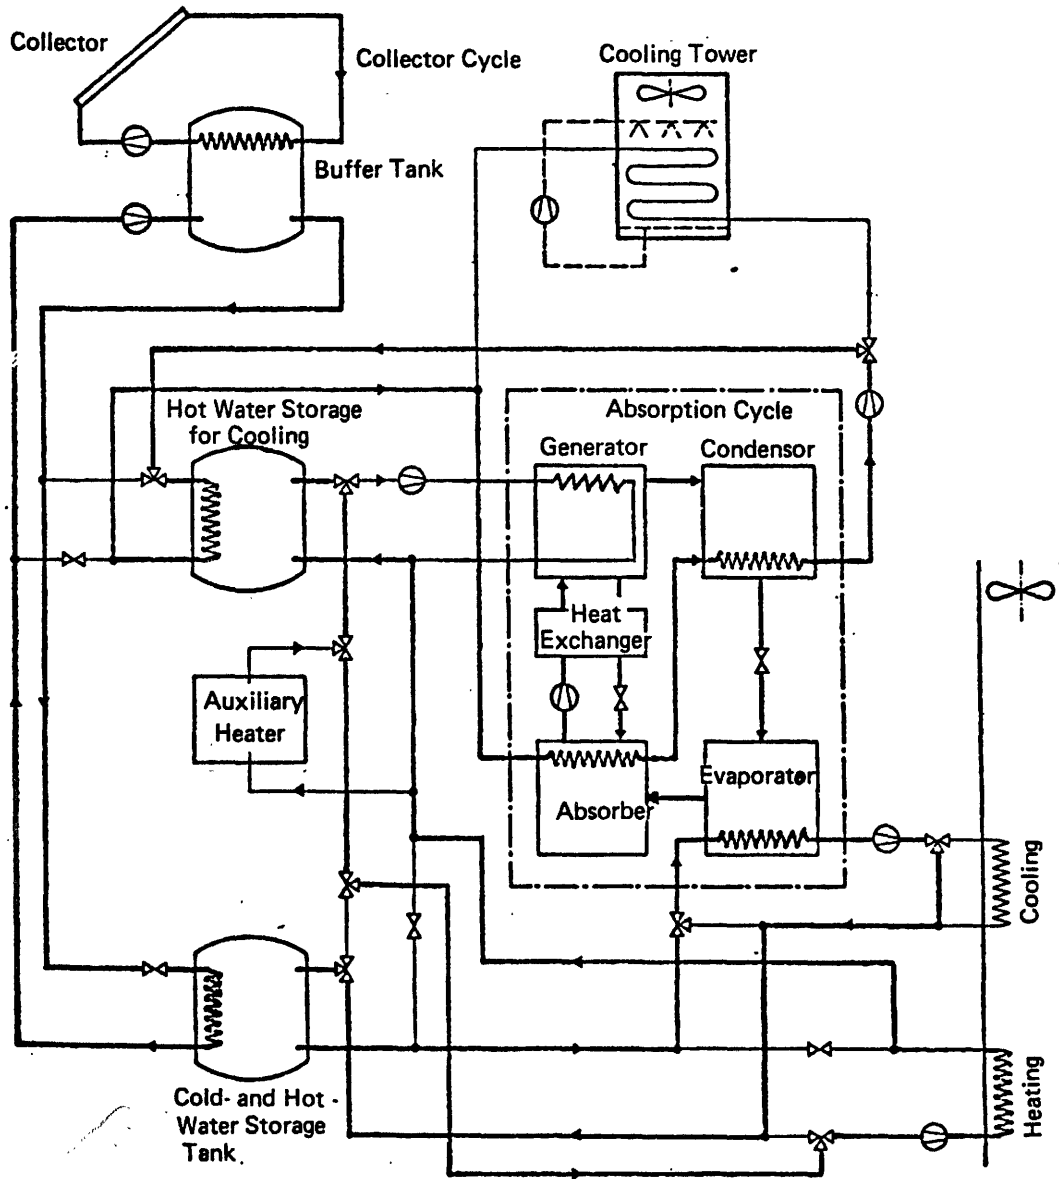 Collector
Collector Cycle
Cooling Tower
Buffer Tank
Hot Water Storage
for Cooling
Absorption Cycle
Generator
Condensor
Heat
Exchanger
Auxiliary
Heater
Evaporator
Absorber
Cooling
Cold- and Hot -
Water Storage
Tank.
Heating